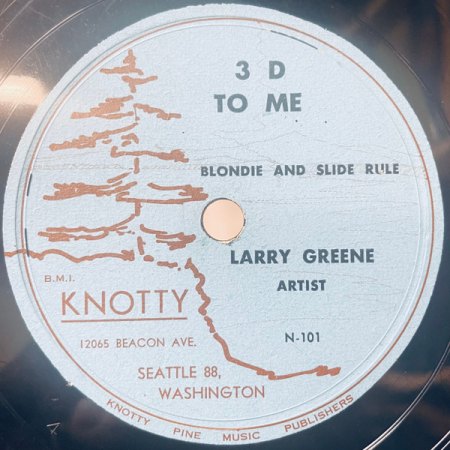 3 D
TO ME
BLONDIE AND SLIDE RULE
LARRY GREENE
ARTIST
B.M.I.
KNOTTY
N-101
12065 BEACON AVE.
SEATTLE 88,
WASHINGTON
KNOTTY PINE MUSIC PUBLISHERS